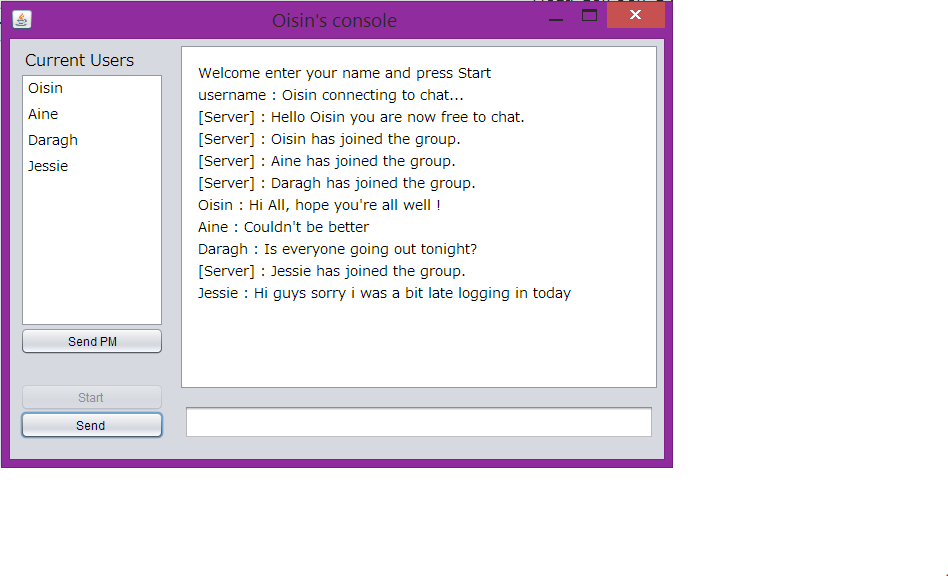 Oisin's console
Current Users
Oisin
Aine
Daragh
Jessie
Send PM
Start
Send
Welcome enter your name and press Start
username : Oisin connecting to chat...
[Server] : Hello Oisin you are now free to chat.
[Server] : Oisin has joined the group.
[Server] : Aine has joined the group.
[Server] : Daragh has joined the group.
Oisin : Hi All, hope you're all well !
Aine : Couldn't be better
Daragh : Is everyone going out tonight?
[Server] : Jessie has joined the group.
Jessie : Hi guys sorry i was a bit late logging in today